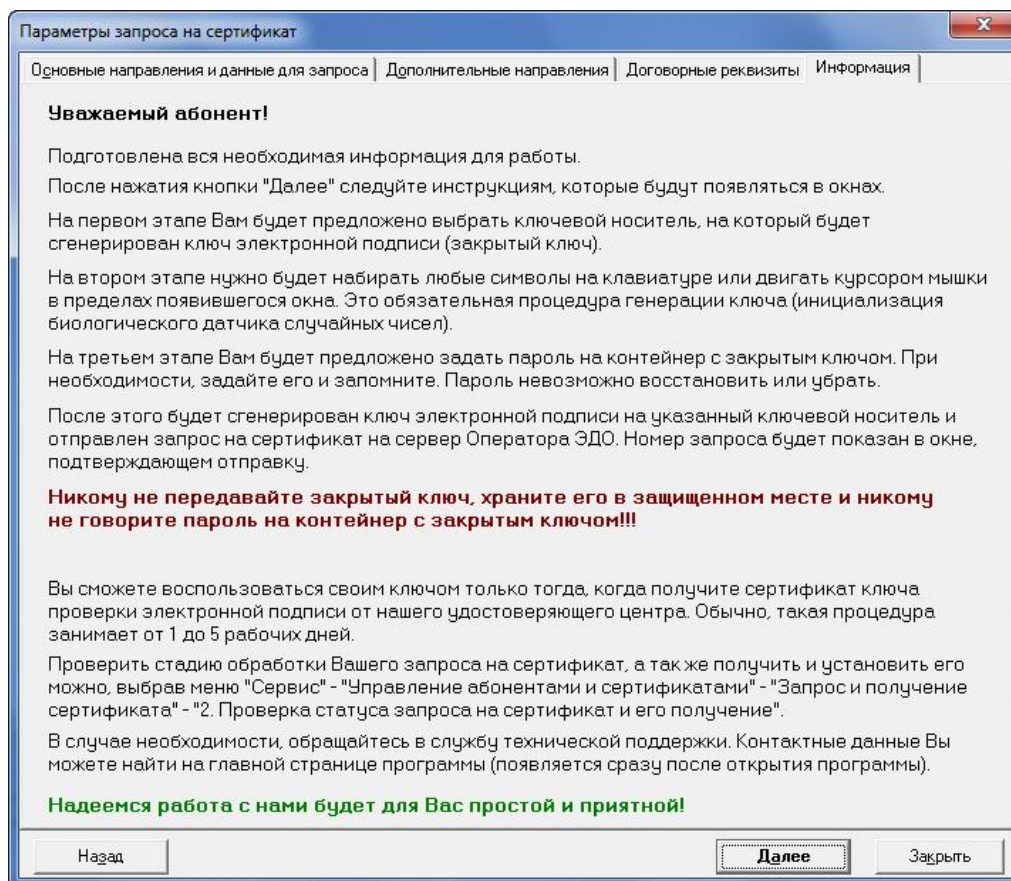 Параметры запроса на сертификат
Основные направления и данные для запроса Дополнительные направления Договорные реквизиты Информация
Уважаемый абонент!
Подготовлена вся необходимая информация для работы.
После нажатия кнопки "Далее" следуйте инструкциям, которые будут появляться в окнах.
На первом этапе Вам будет предложено выбрать ключевой носитель, на который будет
сгенерирован ключ электронной подписи (закрытый ключ).
На втором этапе нужно будет набирать любые символы на клавиатуре или двигать курсором мышки
в пределах появившегося окна. Это обязательная процедура генерации ключа (инициализация
биологического датчика случайных чисел).
На третьем этапе Вам будет предложено задать пароль на контейнер с закрытым ключом. При
необходимости, задайте его и запомните. Пароль невозможно восстановить или убрать.
После этого будет сгенерирован ключ электронной подписи на указанный ключевой носитель и
отправлен запрос на сертификат на сервер Оператора ЭДО. Номер запроса будет показан в окне,
подтверждающем отправку.
Никому не передавайте закрытый ключ, храните его в защищенном месте и никому
не говорите пароль на контейнер с закрытым ключом!!!
Вы сможете воспользоваться своим ключом только тогда, когда получите сертификат ключа
проверки электронной подписи от нашего удостоверяющего центра. Обычно, такая процедура
занимает от 1 до 5 рабочих дней.
Проверить стадию обработки Вашего запроса на сертификат, а так же получить и установить его
можно, выбрав меню "Сервис" - "Управление абонентами и сертификатами" - "Запрос и получение
сертификата" - "2. Проверка статуса запроса на сертификат и его получение".
В случае необходимости, обращайтесь в службу технической поддержки. Контактные данные Вы
можете найти на главной странице программы (появляется сразу после открытия программы).
Надеемся работа с нами будет для Вас простой и приятной!
Назад Далее Закрыть